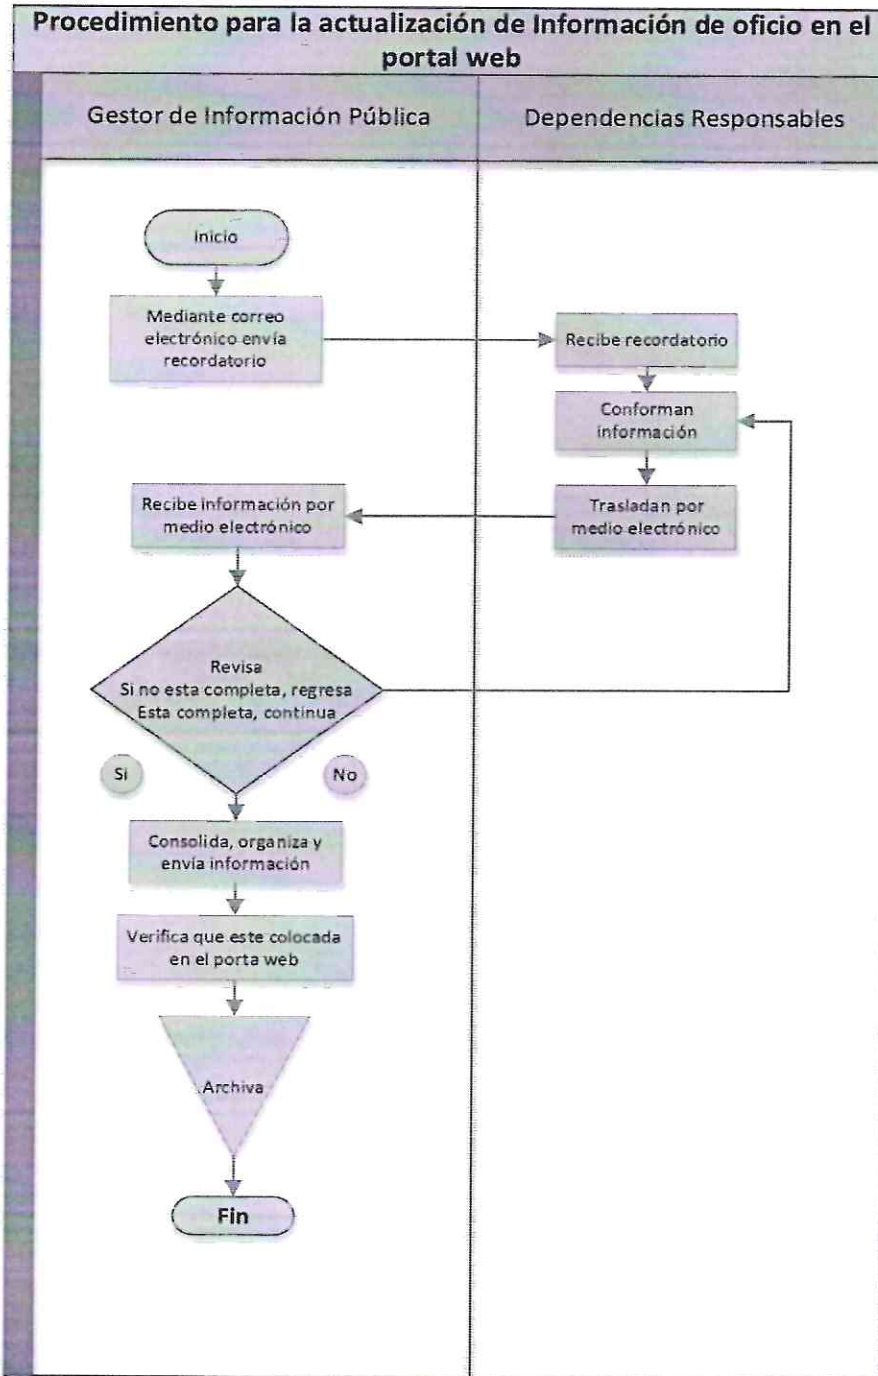 Procedimiento para la actualización de Información de oficio en el
portal web
Gestor de Información Pública
Dependencias Responsables
Inicio
Mediante correo
electrónico envía
recordatorio
Recibe recordatorio
Conforman
información
Trasladan por
medio electrónico
Recibe información por
medio electrónico
Revisa
Si no esta completa, regresa
Esta completa, continua
Si
No
Consolida, organiza y
envía información
Verifica que este colocada
en el porta web
Archiva
Fin